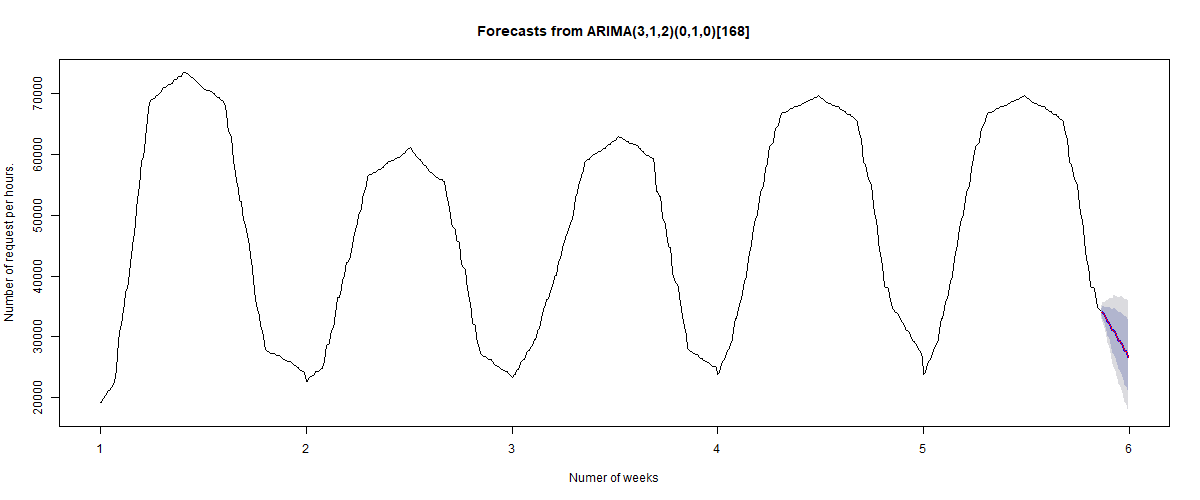 Forecasts from ARIMA(3,1,2)(0,1,0)[168]
Number of request per hours.
70000
60000
50000
40000
30000
20000
1 2 3 4 5 6
Numer of weeks